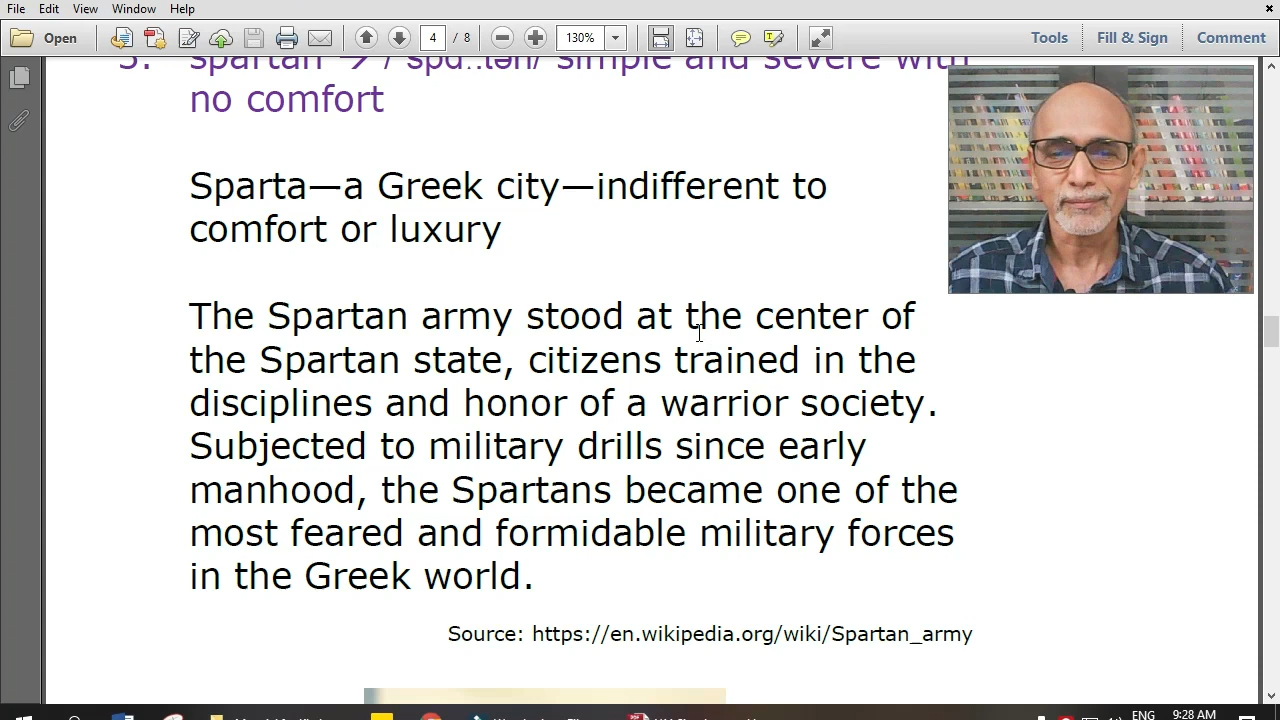 File Edit View Window Help
Open 4 / 8 130% Tools Fill & Sign Comment
no comfort
Sparta—a Greek city—indifferent to
comfort or luxury
The Spartan army stood at the center of
the Spartan state, citizens trained in the
disciplines and honor of a warrior society.
Subjected to military drills since early
manhood, the Spartans became one of the
most feared and formidable military forces
in the Greek world.
Source: https://en.wikipedia.org/wiki/Spartan_army
ENG 9:28 AM